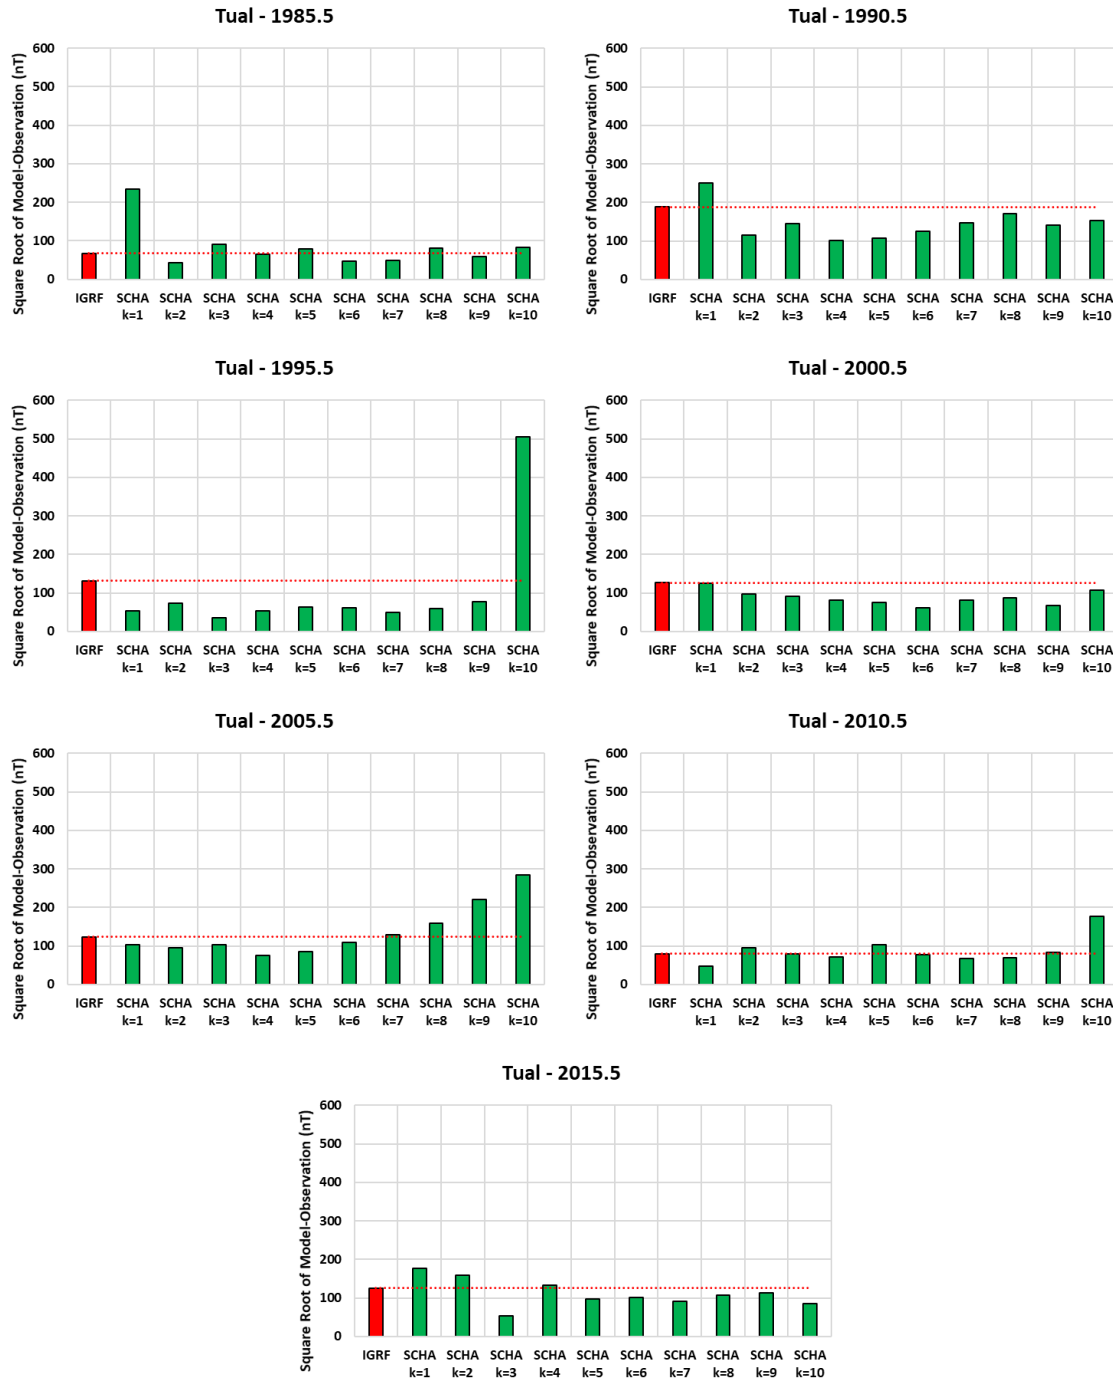 Tual - 1985.5
Square Root of Model-Observation (nT)
600
500
400
300
200
100
0
IGRF SCHA SCHA SCHA SCHA SCHA SCHA SCHA SCHA SCHA SCHA
k=1 k=2 k=3 k=4 k=5 k=6 k=7 k=8 k=9 k=10
Tual - 1990.5
Square Root of Model-Observation (nT)
600
500
400
300
200
100
0
IGRF SCHA SCHA SCHA SCHA SCHA SCHA SCHA SCHA SCHA SCHA
k=1 k=2 k=3 k=4 k=5 k=6 k=7 k=8 k=9 k=10
Tual - 1995.5
Square Root of Model-Observation (nT)
600
500
400
300
200
100
0
IGRF SCHA SCHA SCHA SCHA SCHA SCHA SCHA SCHA SCHA SCHA
k=1 k=2 k=3 k=4 k=5 k=6 k=7 k=8 k=9 k=10
Tual - 2000.5
Square Root of Model-Observation (nT)
600
500
400
300
200
100
0
IGRF SCHA SCHA SCHA SCHA SCHA SCHA SCHA SCHA SCHA SCHA
k=1 k=2 k=3 k=4 k=5 k=6 k=7 k=8 k=9 k=10
Tual - 2005.5
Square Root of Model-Observation (nT)
600
500
400
300
200
100
0
IGRF SCHA SCHA SCHA SCHA SCHA SCHA SCHA SCHA SCHA SCHA
k=1 k=2 k=3 k=4 k=5 k=6 k=7 k=8 k=9 k=10
Tual - 2010.5
Square Root of Model-Observation (nT)
600
500
400
300
200
100
0
IGRF SCHA SCHA SCHA SCHA SCHA SCHA SCHA SCHA SCHA SCHA
k=1 k=2 k=3 k=4 k=5 k=6 k=7 k=8 k=9 k=10
Tual - 2015.5
Square Root of Model-Observation (nT)
600
500
400
300
200
100
0
IGRF SCHA SCHA SCHA SCHA SCHA SCHA SCHA SCHA SCHA SCHA
k=1 k=2 k=3 k=4 k=5 k=6 k=7 k=8 k=9 k=10